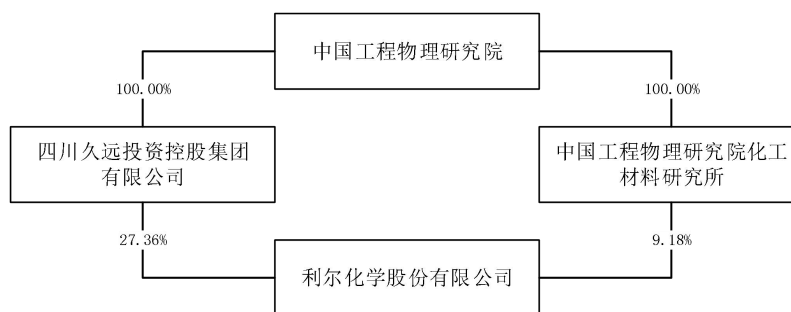 中国工程物理研究院
100.00%
100.00%
四川久远投资控股集团
有限公司
中国工程物理研究院化工
材料研究所
27.36%
9.18%
利尔化学股份有限公司